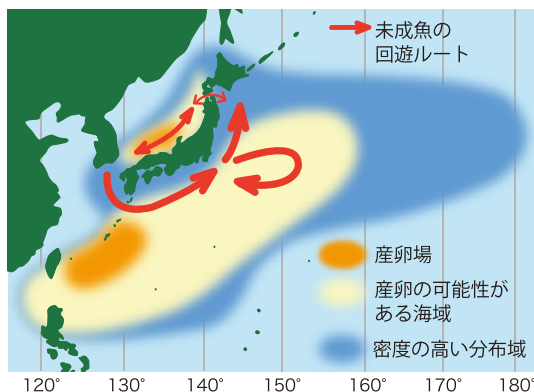 未成魚の
回遊ルート
産卵場
産卵の可能性が
ある海域
密度の高い分布域
120° 130° 140° 150° 160° 170° 180°